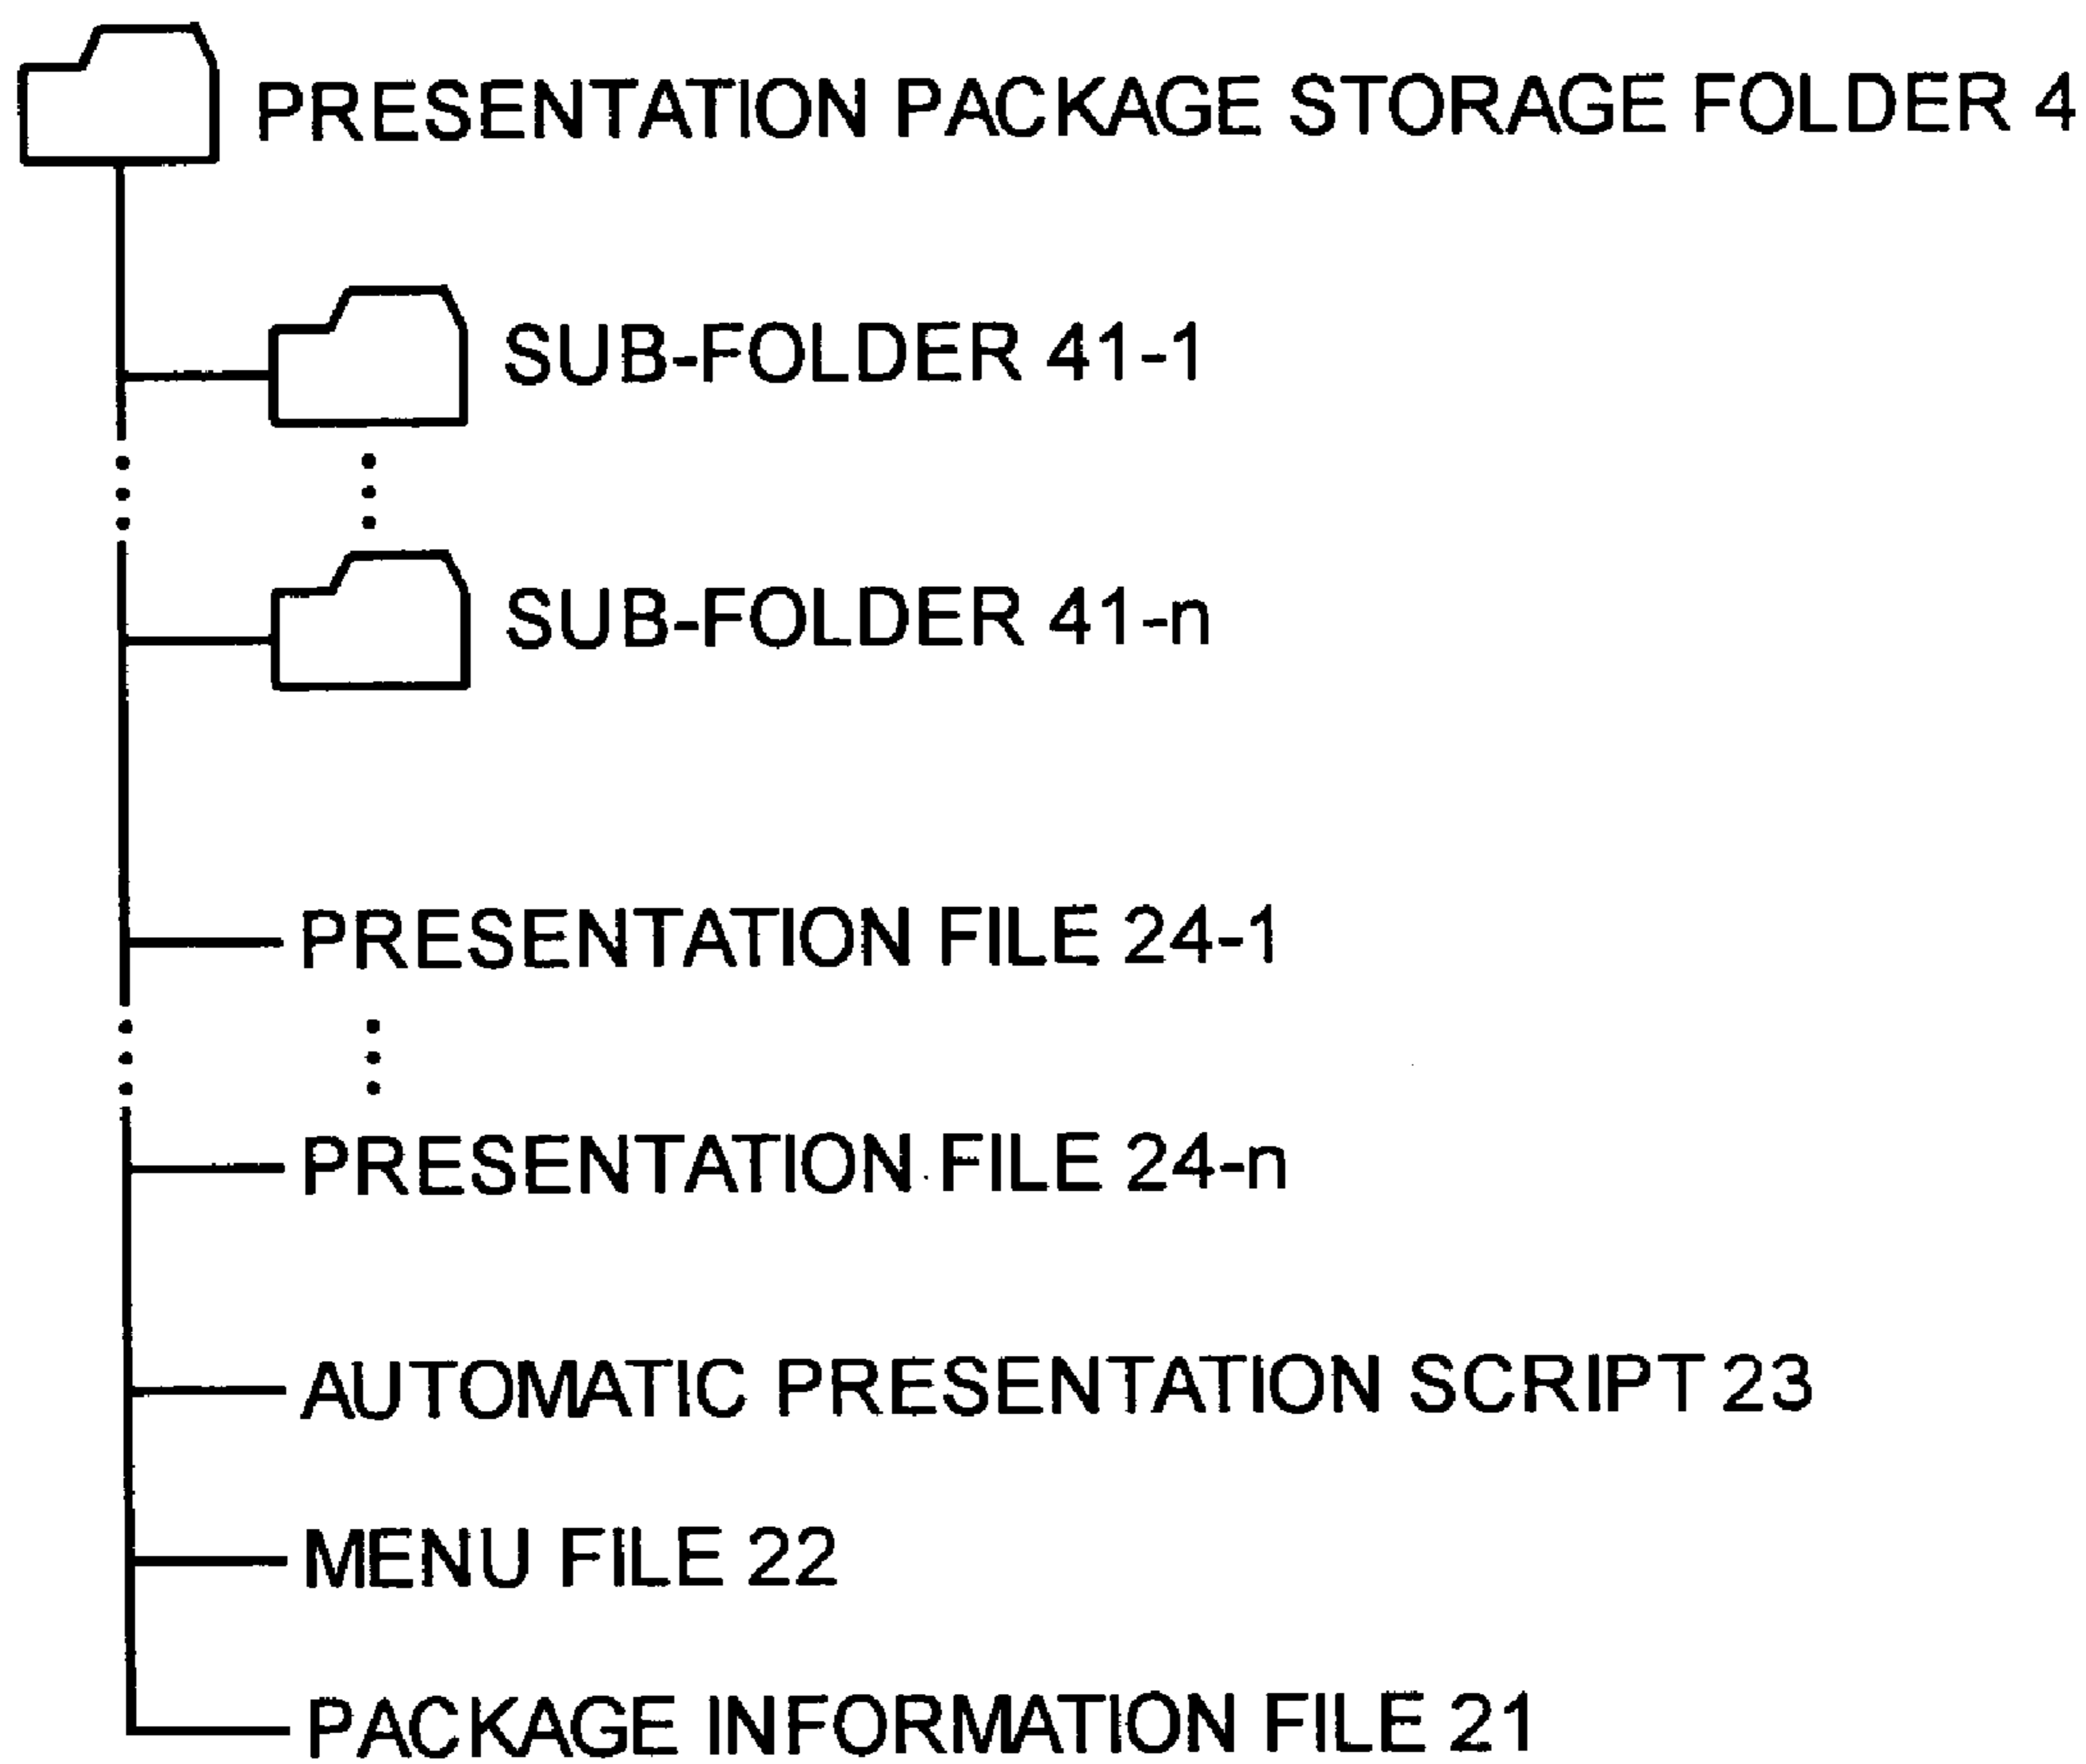 PRESENTATION PACKAGE STORAGE FOLDER 4
SUB-FOLDER 41-1
SUB-FOLDER 41-n
PRESENTATION FILE 24-1
PRESENTATION FILE 24-n
AUTOMATIC PRESENTATION SCRIPT 23
MENU FILE 22
PACKAGE INFORMATION FILE 21